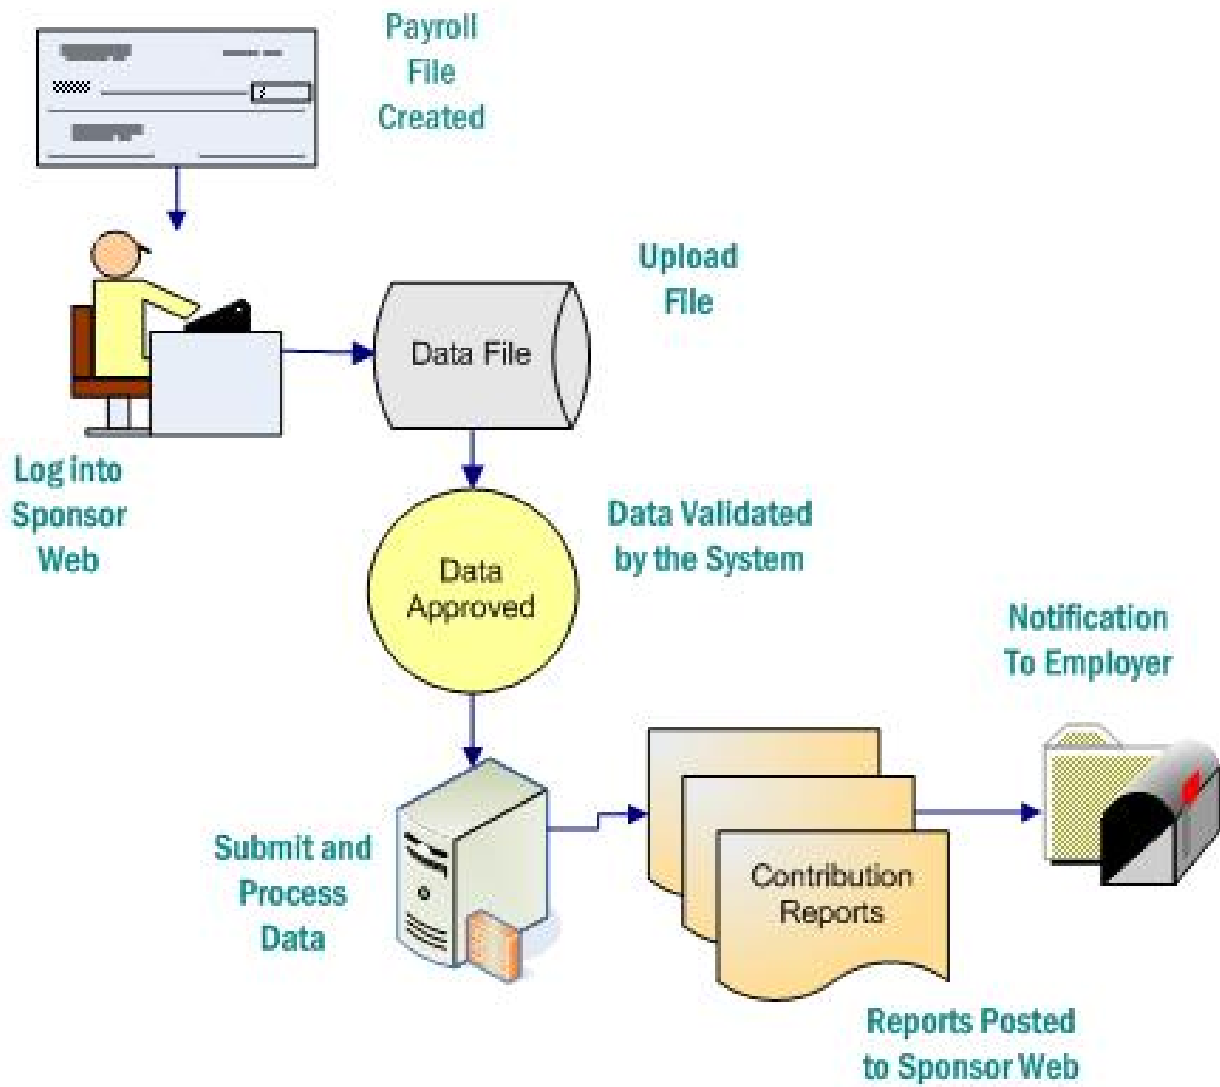 Payroll
File
Created
Upload
File
Data File
Log into
Sponsor
Web
Data Validated
by the System
Data
Approved
Notification
To Employer
Submit and
Process
Data
Contribution
Reports
Reports Posted
to Sponsor Web